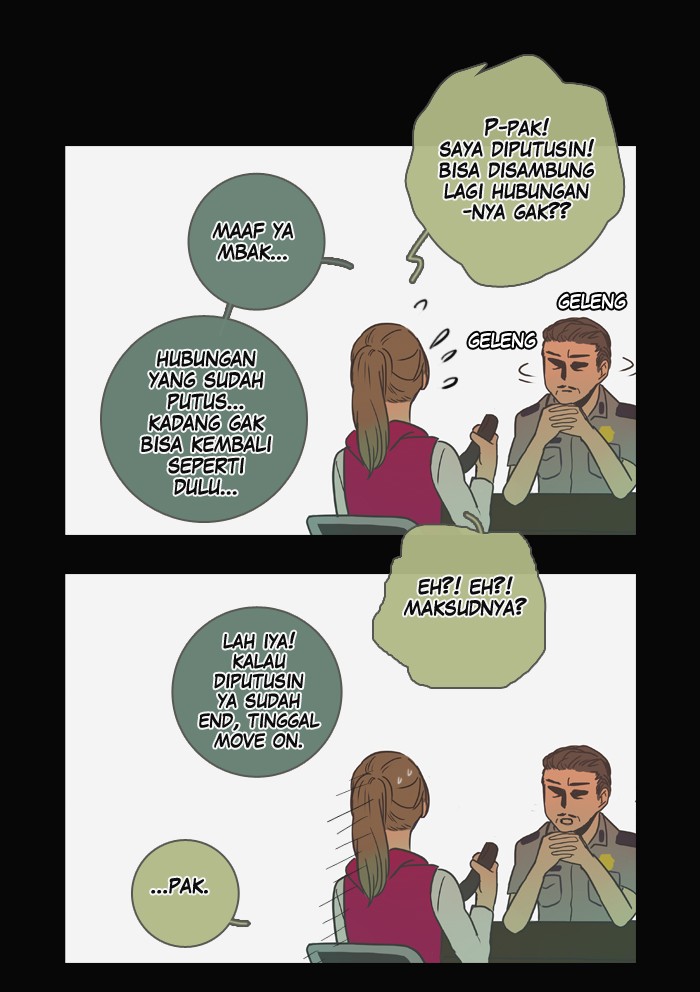 P-PAK!
SAYA DIPUTUSIN!
BISA DISAMBUNG
LAGI HUBUNGAN
-NYA GAK??
MAAF YA
MBAK...
GELENG
GELENG
HUBUNGAN
YANG SUDAH
PUTUS...
KADANG GAK
BISA KEMBALI
SEPERTI
DULU...
EH?! EH?!
MAKSUDNYA?
LAH IYA!
KALAU
DIPUTUSIN
YA SUDAH
END, TINGGAL
MOVE ON.
...PAK.